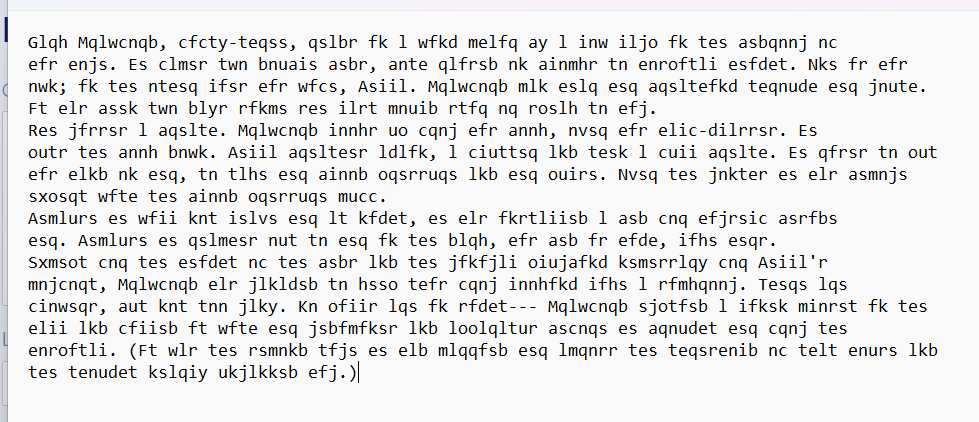 Glqh Mqlwcnqb, cfcty-teqss, qslbr fk l wfkd melfq ay l inw iljo fk tes asbqnnj nc
efr enjs. Es clmsr twn bnuais asbr, ante qlfrsb nk ainmhr tn enroftli esfdet. Nks fr efr
nwk; fk tes ntesq ifsr efr wfcs, Asiil. Mqlwcnqb mlk eslq esq aqsltefkd teqnude esq jnute.
Ft elr assk twn blyr rfkms res ilrt mnuib rtfq nq roslh tn efj.
Res jfrrsr l aqslte. Mqlwcnqb innhr uo cqnj efr annh, nvsq efr elic-dilrrsr. Es
outr tes annh bnwk. Asiil aqsltesr ldlfk, l ciuttsq lkb tesk l cuii aqslte. Es qfrsr tn out
efr elkb nk esq, tn tlhs esq ainnb oqsrruqs lkb esq ouirs. Nvsq tes jnkter es elr asmnjs
sxosqt wfte tes ainnb oqsrruqs mucc.
Asmlurs es wfii knt islvs esq lt kfdet, es elr fkrtliisb l asb cnq efjrsic asrfbs
esq. Asmlurs es qslmesr nut tn esq fk tes blqh, efr asb fr efde, ifhs esqr.
Sxmsot cnq tes esfdet nc tes asbr lkb tes jfkfjli oiujafkd ksmsrrlqy cnq Asiil'r
mnjcnqt, Mqlwcnqb elr jlkldsb tn hsso tefr cqnj innhfkd ifhs l rfmhqnnj. Tesqs lqs
cinwsqr, aut knt tnn jlky. Kn ofiir lqs fk rfdet--- Mqlwcnqb sjotfsb l ifksk minrst fk tes
elii lkb cfiisb ft wfte esq jsbfmfksr lkb loolqltur ascnqs es aqnudet esq cqnj tes
enroftli. (Ft wlr tes rsmnkb tfjs es elb mlqqfsb esq lmqnrr tes teqsrenib nc telt enurs lkb
tes tenudet kslqiy ukjlkksb efj.)